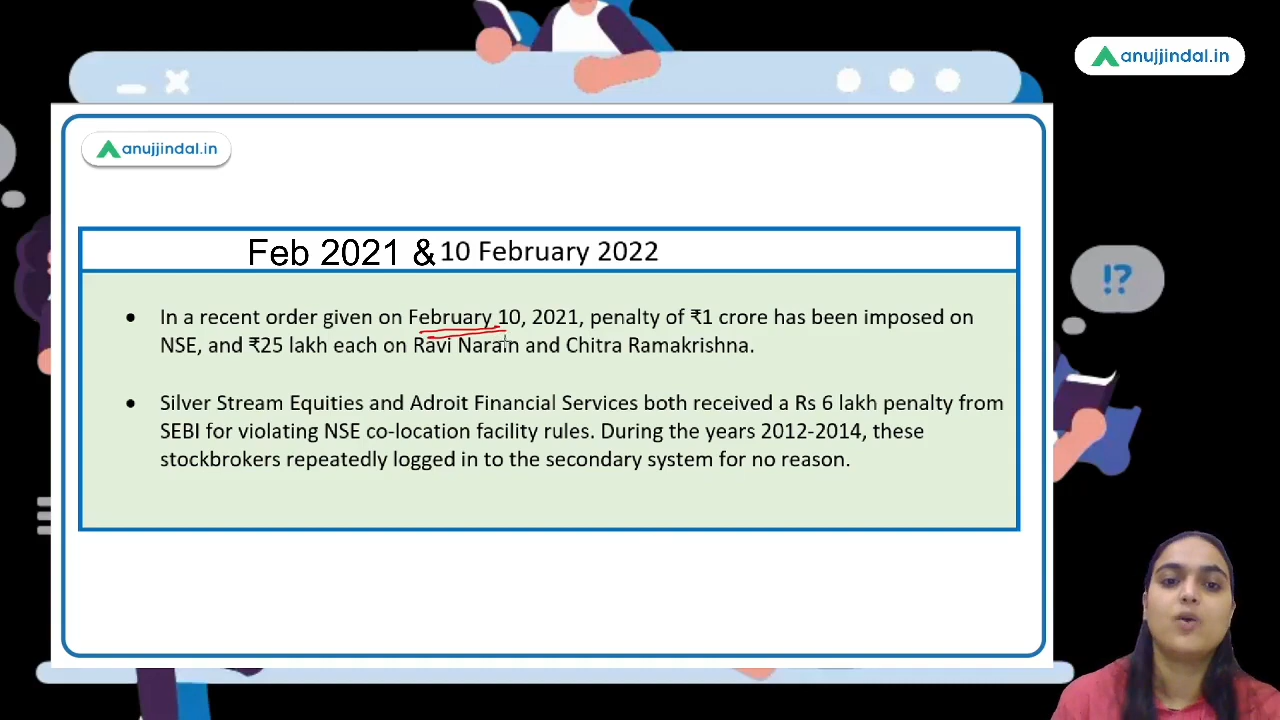 anujjindal.in
anujjindal.in
Feb 2021 & 10 February 2022
• In a recent order given on February 10, 2021, penalty of ₹1 crore has been imposed on
NSE, and ₹25 lakh each on Ravi Narain and Chitra Ramakrishna.
• Silver Stream Equities and Adroit Financial Services both received a Rs 6 lakh penalty from
SEBI for violating NSE co-location facility rules. During the years 2012-2014, these
stockbrokers repeatedly logged in to the secondary system for no reason.
!?